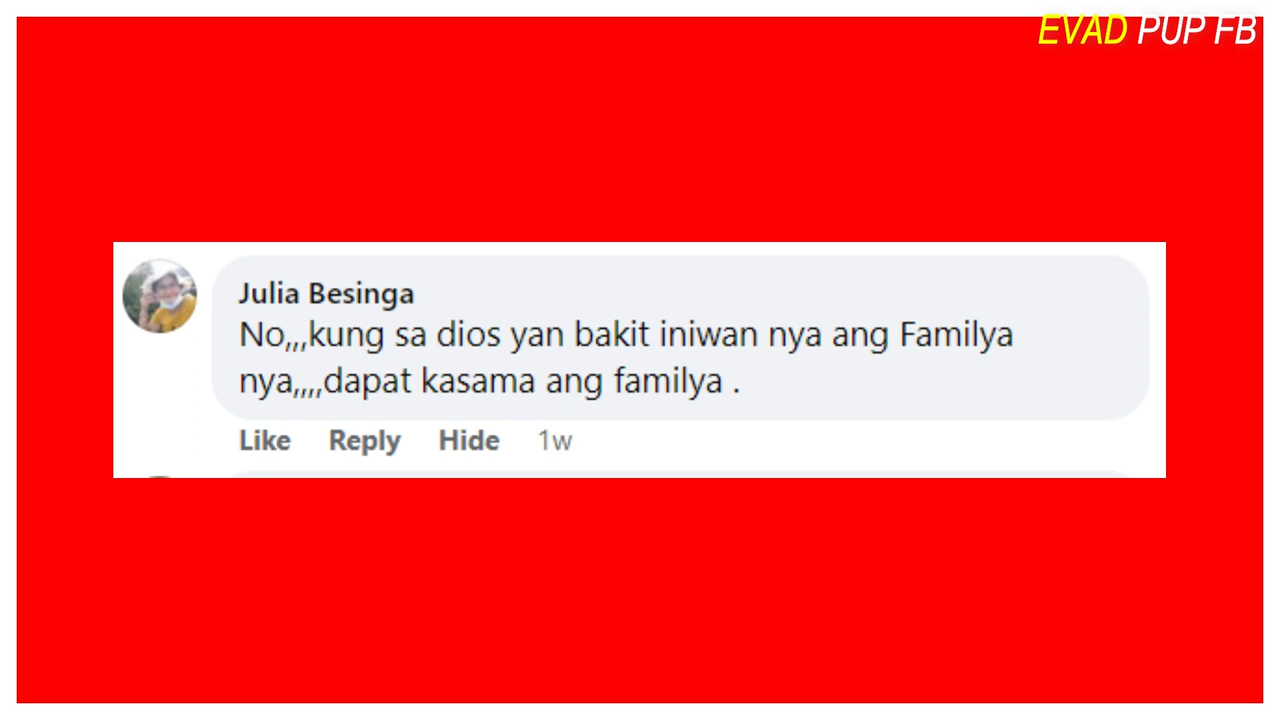 EVAD PUP FB
Julia Besinga
No,,,kung sa dios yan bakit iniwan nya ang Familya
nya,,,,dapat kasama ang familya .
Like Reply Hide 1w